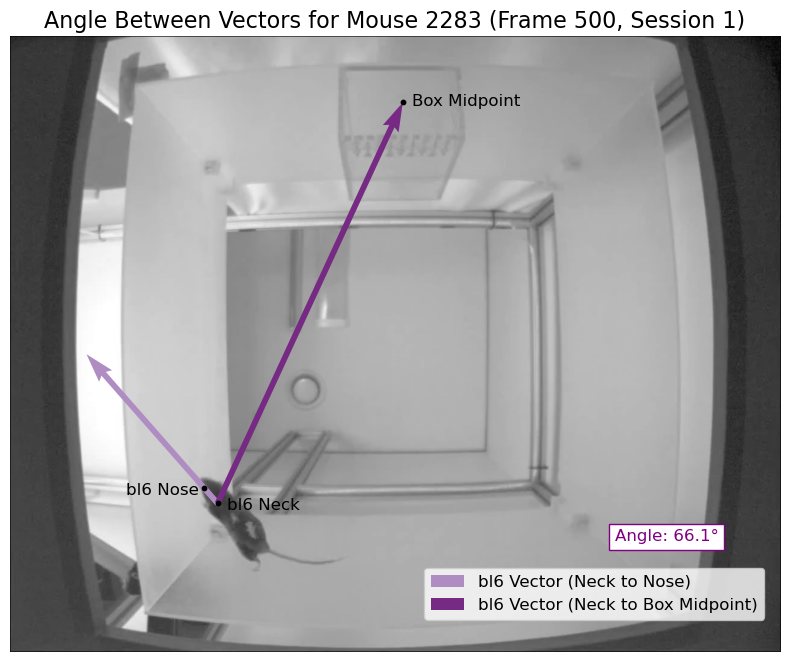 Angle Between Vectors for Mouse 2283 (Frame 500, Session 1)
Box Midpoint
bl6 Nose
bl6 Neck
Angle: 66.1°
bl6 Vector (Neck to Nose)
bl6 Vector (Neck to Box Midpoint)